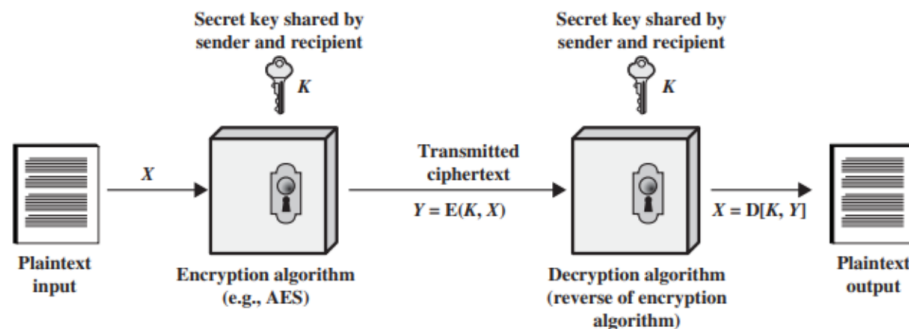 Secret key shared by
sender and recipient
K
Secret key shared by
sender and recipient
K
X
Transmitted
ciphertext
Y = E(K, X)
X = D[K, Y]
Plaintext
input
Encryption algorithm
(e.g., AES)
Decryption algorithm
(reverse of encryption
algorithm)
Plaintext
output